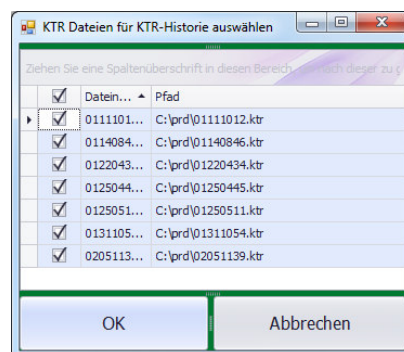 KTR Dateien für KTR-Historie auswählen
Ziehen Sie eine Spaltenüberschrift in diesen Bereich, um nach dieser zu g
Datein... Pfad
0111101... C:\prd\01111012.ktr
0114084... C:\prd\01140846.ktr
0122043... C:\prd\01220434.ktr
0125044... C:\prd\01250445.ktr
0125051... C:\prd\01250511.ktr
0131105... C:\prd\01311054.ktr
0205113... C:\prd\02051139.ktr
OK Abbrechen